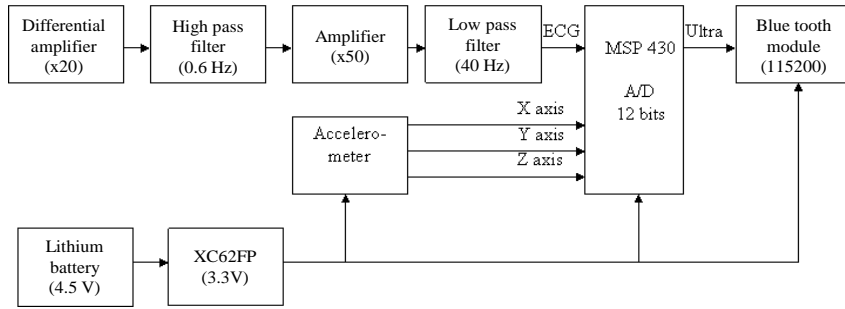 Differential
amplifier
(x20)
High pass
filter
(0.6 Hz)
Amplifier
(x50)
Low pass
filter
(40 Hz)
ECG
MSP 430
A/D
12 bits
Ultra
Blue tooth
module
(115200)
Accelero-
meter
X axis
Y axis
Z axis
Lithium
battery
(4.5 V)
XC62FP
(3.3V)